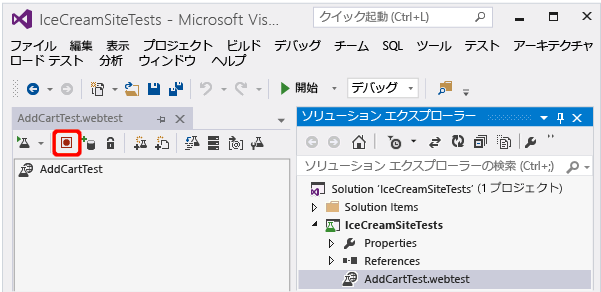 IceCreamSiteTests - Microsoft Vis...
クイック起動 (Ctrl+L)
ファイル 編集 表示 プロジェクト ビルド デバッグ チーム SQL ツール テスト アーキテクチャ
ロード テスト 分析 ウィンドウ ヘルプ
開始 デバッグ
AddCartTest.webtest
AddCartTest
ソリューション エクスプローラー
ソリューション エクスプローラーの検索 (Ctrl+;)
Solution 'IceCreamSiteTests' (1 プロジェクト)
Solution Items
IceCreamSiteTests
Properties
References
AddCartTest.webtest